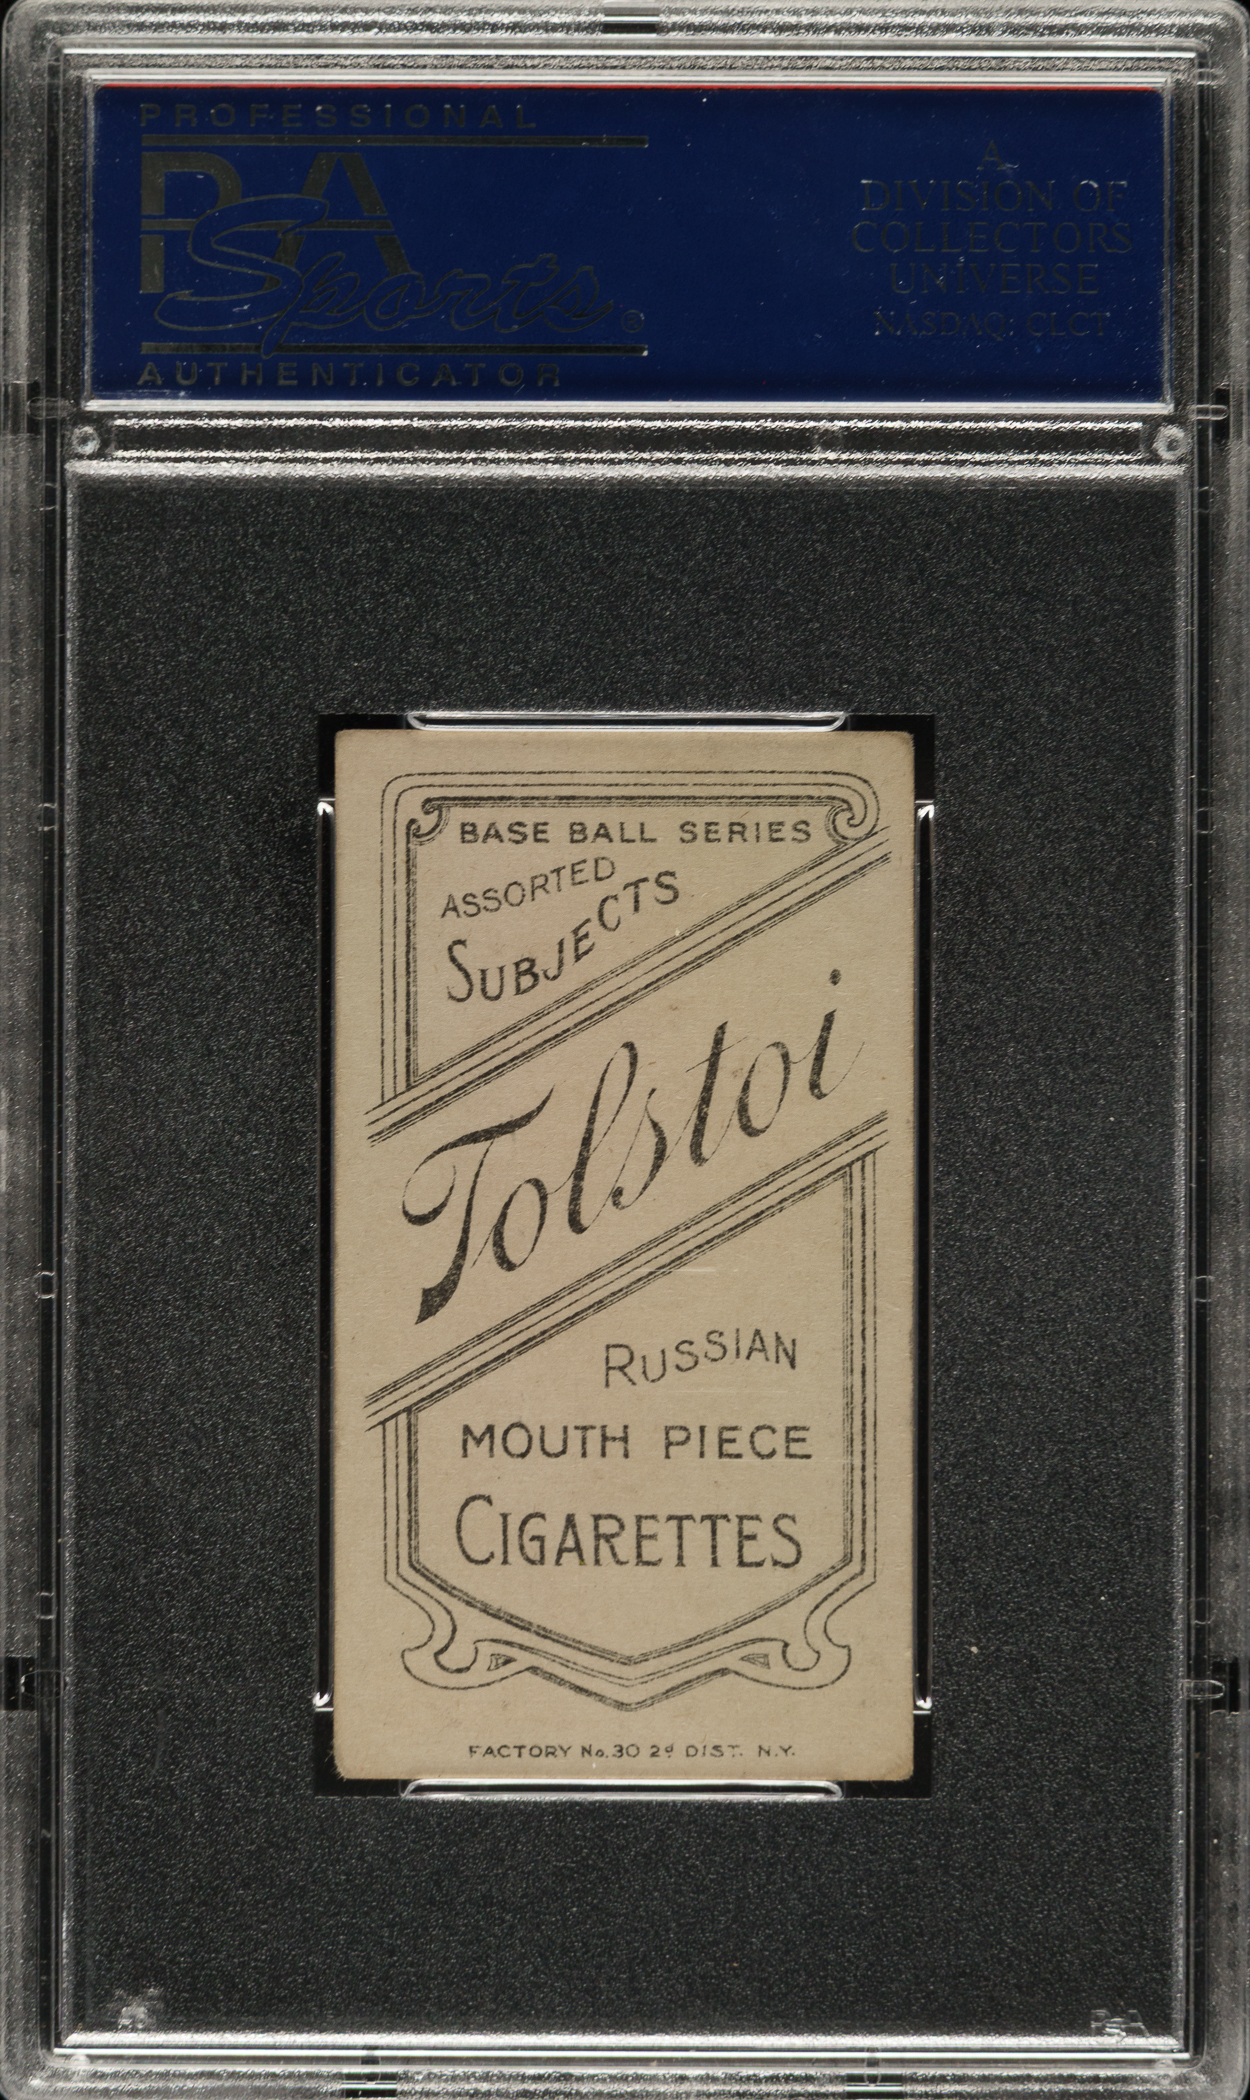 PROFESSIONAL
PSA
Sports®
AUTHENTICATOR
A
DIVISION OF
COLLECTORS
UNIVERSE
NASDAQ: CLCT
BASE BALL SERIES
ASSORTED
SUBJECTS
Tolstoi
RUSSIAN
MOUTH PIECE
CIGARETTES
FACTORY No. 30 2d DIST. N.Y.
PSA